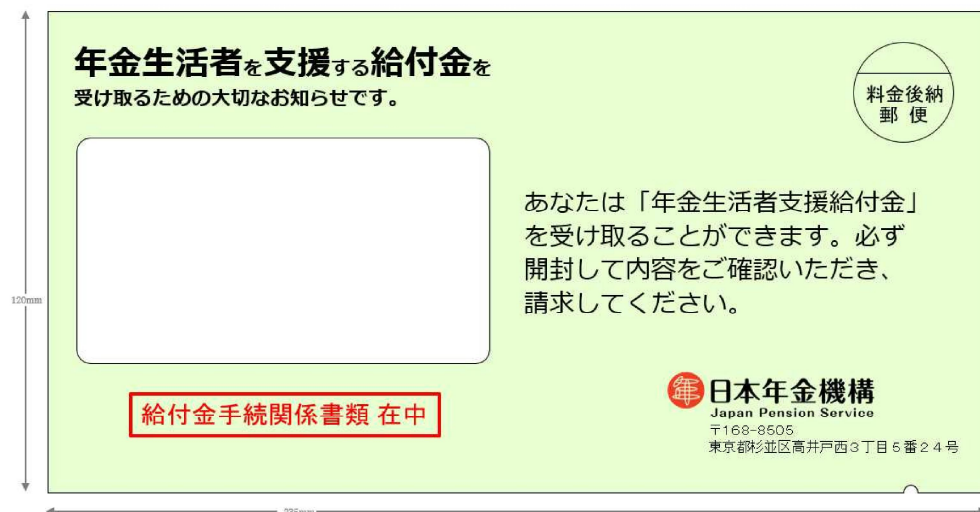 年金生活者を支援する給付金を
受け取るための大切なお知らせです。
料金後納
郵 便
あなたは「年金生活者支援給付金」
を受け取ることができます。必ず
開封して内容をご確認いただき、
請求してください。
120mm
給付金手続関係書類 在中
年 日本年金機構
Japan Pension Service
〒168-8505
東京都杉並区高井戸西3丁目5番24号
235mm